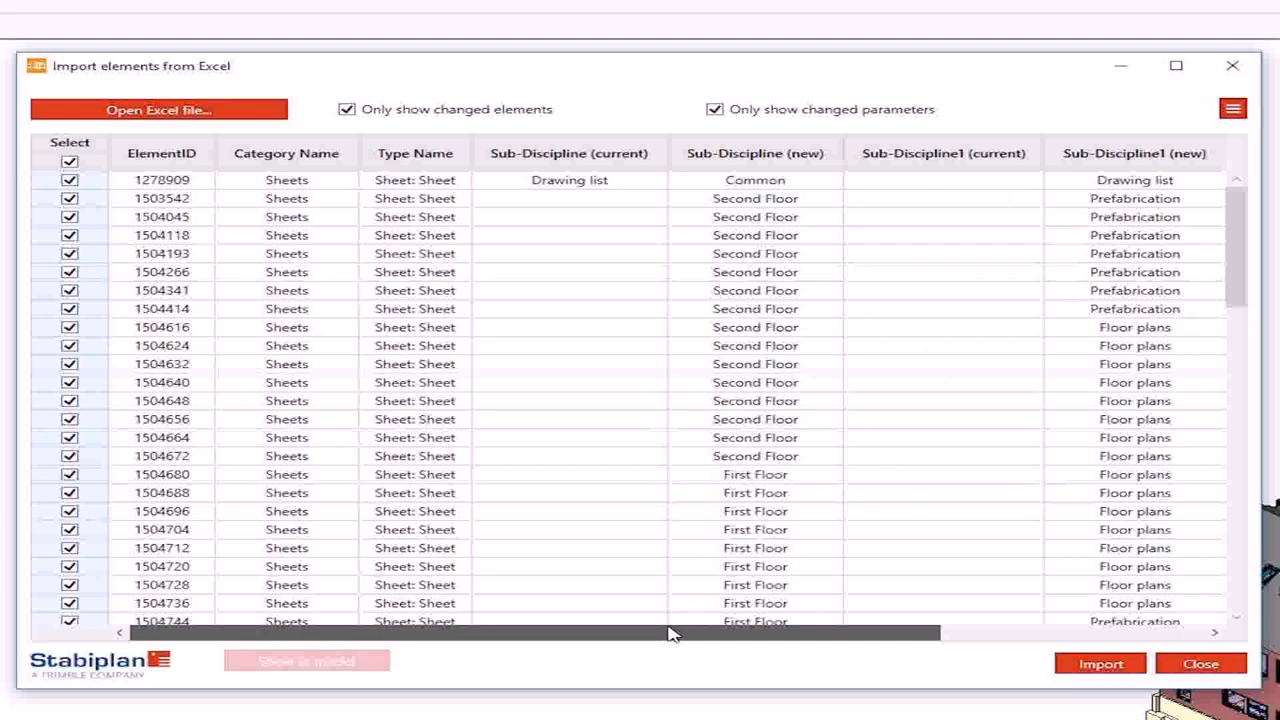 Import elements from Excel
Open Excel file...
Only show changed elements
Only show changed parameters
Select ElementID Category Name Type Name Sub-Discipline (current) Sub-Discipline (new) Sub-Discipline1 (current) Sub-Discipline1 (new)
1278909 Sheets Sheet: Sheet Drawing list Common Drawing list
1503542 Sheets Sheet: Sheet Second Floor Prefabrication
1504045 Sheets Sheet: Sheet Second Floor Prefabrication
1504118 Sheets Sheet: Sheet Second Floor Prefabrication
1504193 Sheets Sheet: Sheet Second Floor Prefabrication
1504266 Sheets Sheet: Sheet Second Floor Prefabrication
1504341 Sheets Sheet: Sheet Second Floor Prefabrication
1504414 Sheets Sheet: Sheet Second Floor Prefabrication
1504616 Sheets Sheet: Sheet Second Floor Floor plans
1504624 Sheets Sheet: Sheet Second Floor Floor plans
1504632 Sheets Sheet: Sheet Second Floor Floor plans
1504640 Sheets Sheet: Sheet Second Floor Floor plans
1504648 Sheets Sheet: Sheet Second Floor Floor plans
1504656 Sheets Sheet: Sheet Second Floor Floor plans
1504664 Sheets Sheet: Sheet Second Floor Floor plans
1504672 Sheets Sheet: Sheet Second Floor Floor plans
1504680 Sheets Sheet: Sheet First Floor Floor plans
1504688 Sheets Sheet: Sheet First Floor Floor plans
1504696 Sheets Sheet: Sheet First Floor Floor plans
1504704 Sheets Sheet: Sheet First Floor Floor plans
1504712 Sheets Sheet: Sheet First Floor Floor plans
1504720 Sheets Sheet: Sheet First Floor Floor plans
1504728 Sheets Sheet: Sheet First Floor Floor plans
1504736 Sheets Sheet: Sheet First Floor Floor plans
1504744 Sheets Sheet: Sheet First Floor Prefabrication
Stabiplan
A TRIMBLE COMPANY
Show in model
Import
Close